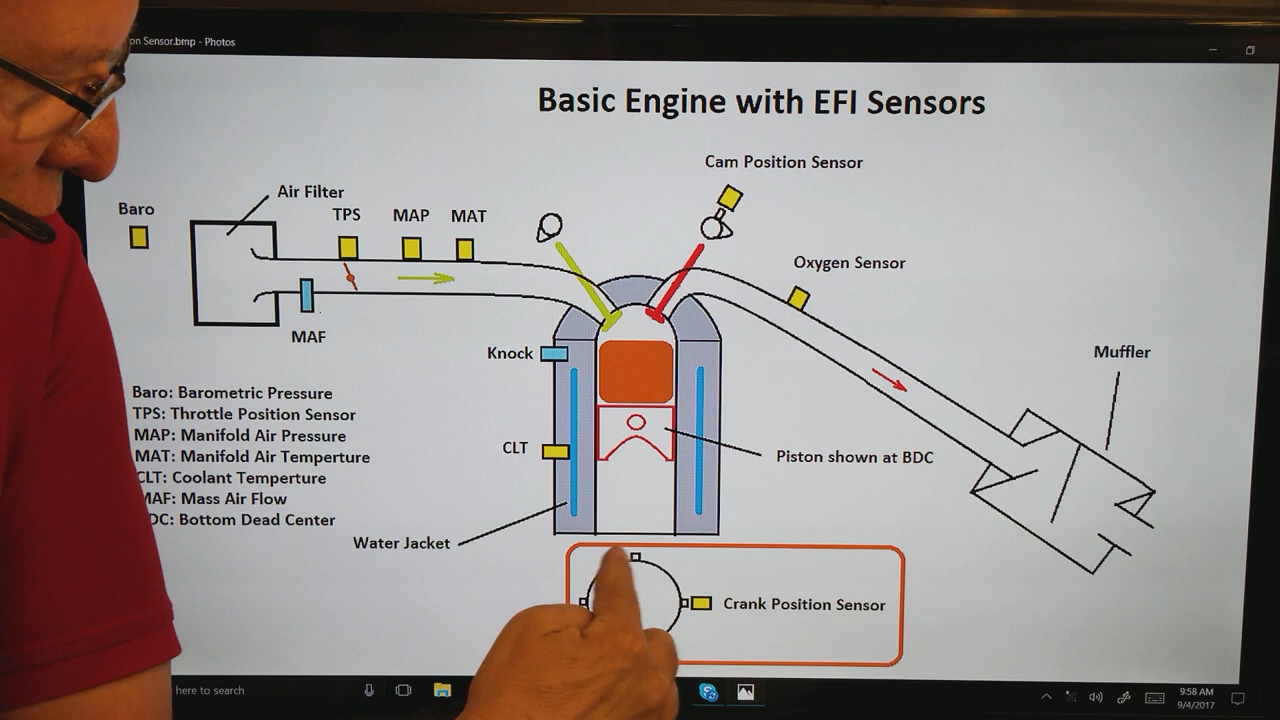 on Sensor.bmp - Photos
Basic Engine with EFI Sensors
Cam Position Sensor
Air Filter
Baro
TPS
MAP
MAT
Oxygen Sensor
MAF
Knock
Muffler
Baro: Barometric Pressure
TPS: Throttle Position Sensor
MAP: Manifold Air Pressure
MAT: Manifold Air Temperture
CLT: Coolant Temperture
MAF: Mass Air Flow
DC: Bottom Dead Center
CLT
Piston shown at BDC
Water Jacket
Crank Position Sensor
here to search
9:58 AM
9/4/2017